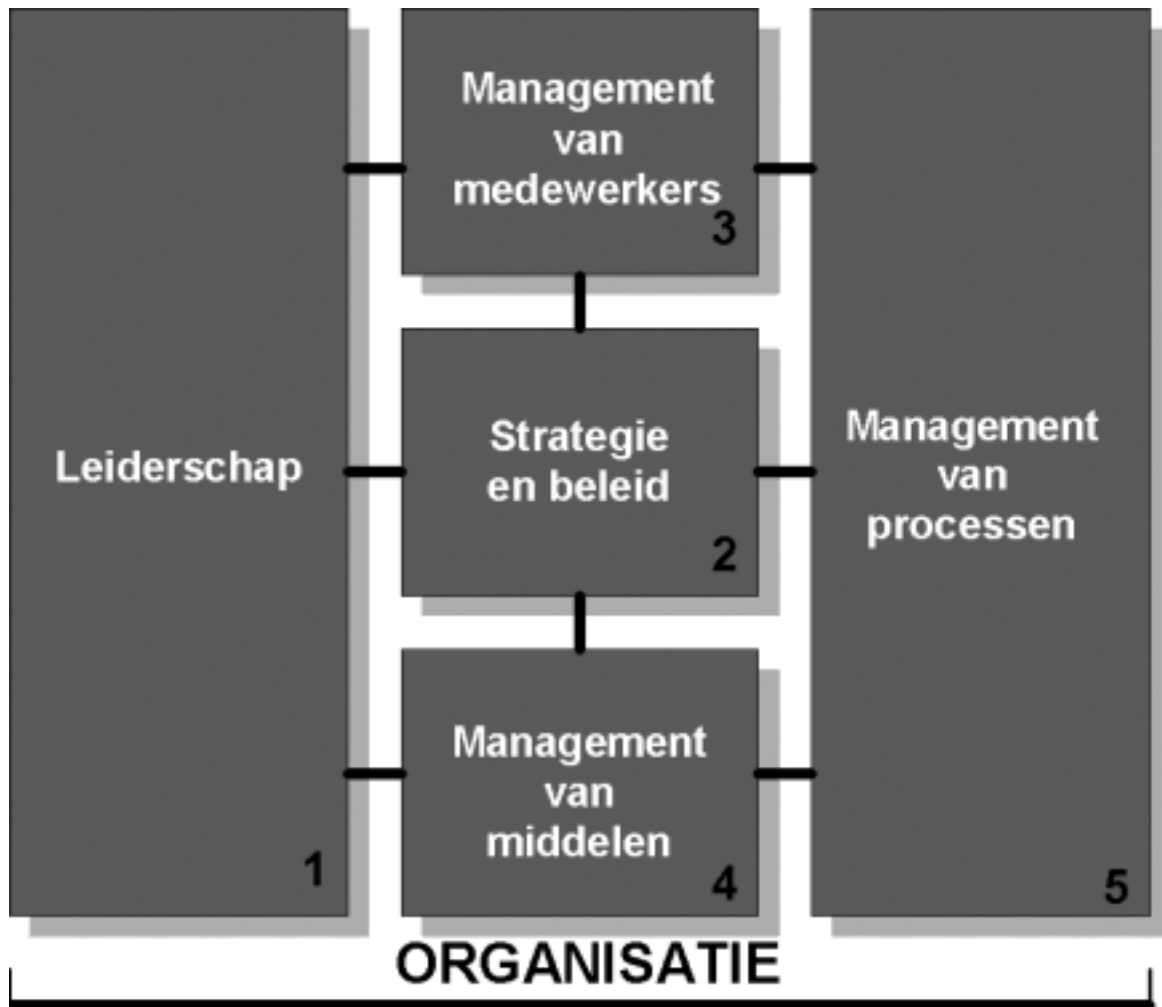 Leiderschap
1
Management
van
medewerkers
3
Strategie
en beleid
2
Management
van
middelen
4
Management
van
processen
5
ORGANISATIE